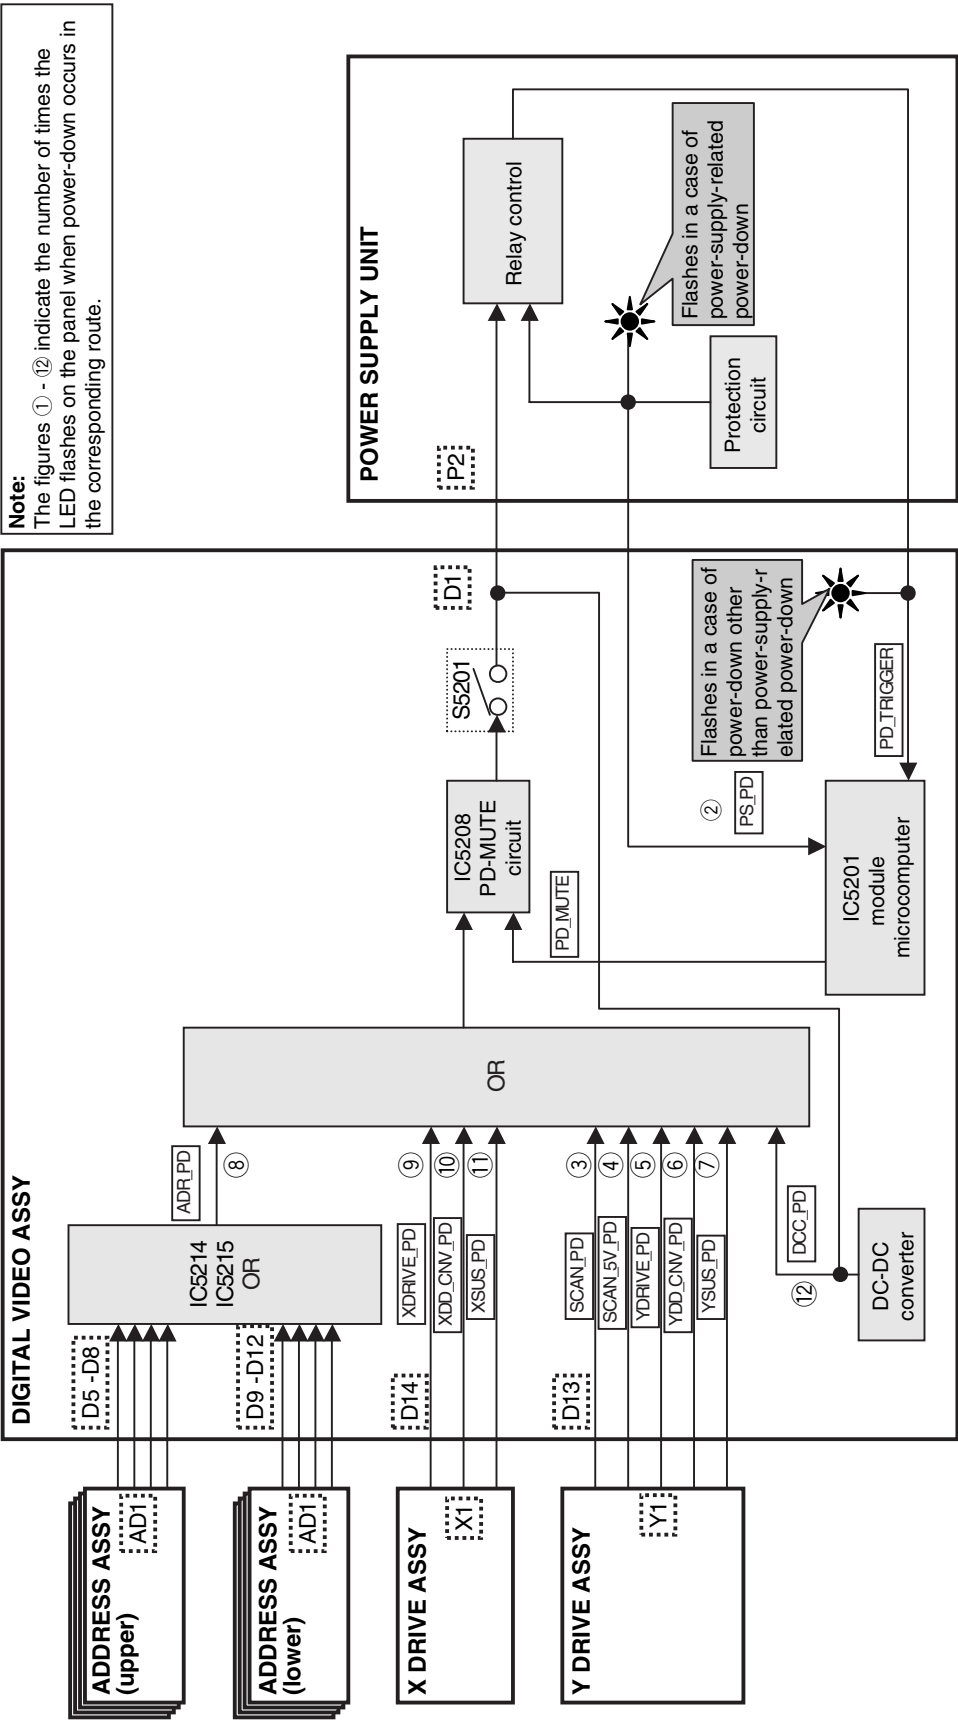 Note:
The figures ① - ⑫ indicate the number of times the
LED flashes on the panel when power-down occurs in
the corresponding route.
DIGITAL VIDEO ASSY
POWER SUPPLY UNIT
ADDRESS ASSY
(upper)
AD1
D5 -D8
ADDRESS ASSY
(lower)
AD1
D9 -D12
IC5214
IC5215
OR
ADR_PD
⑧
X DRIVE ASSY
X1
D14
XDRIVE_PD
⑨
XDD_CNV_PD
⑩
XSUS_PD
⑪
Y DRIVE ASSY
Y1
D13
SCAN_PD
③
SCAN_5V_PD
④
YDRIVE_PD
⑤
YDD_CNV_PD
⑥
YSUS_PD
⑦
DCC_PD
⑫
DC-DC
converter
OR
IC5208
PD-MUTE
circuit
PD_MUTE
S5201
D1
P2
Relay control
②
PS_PD
IC5201
module
microcomputer
PD_TRIGGER
Flashes in a case of
power-down other
than power-supply-r
elated power-down
Protection
circuit
Flashes in a case of
power-supply-related
power-down